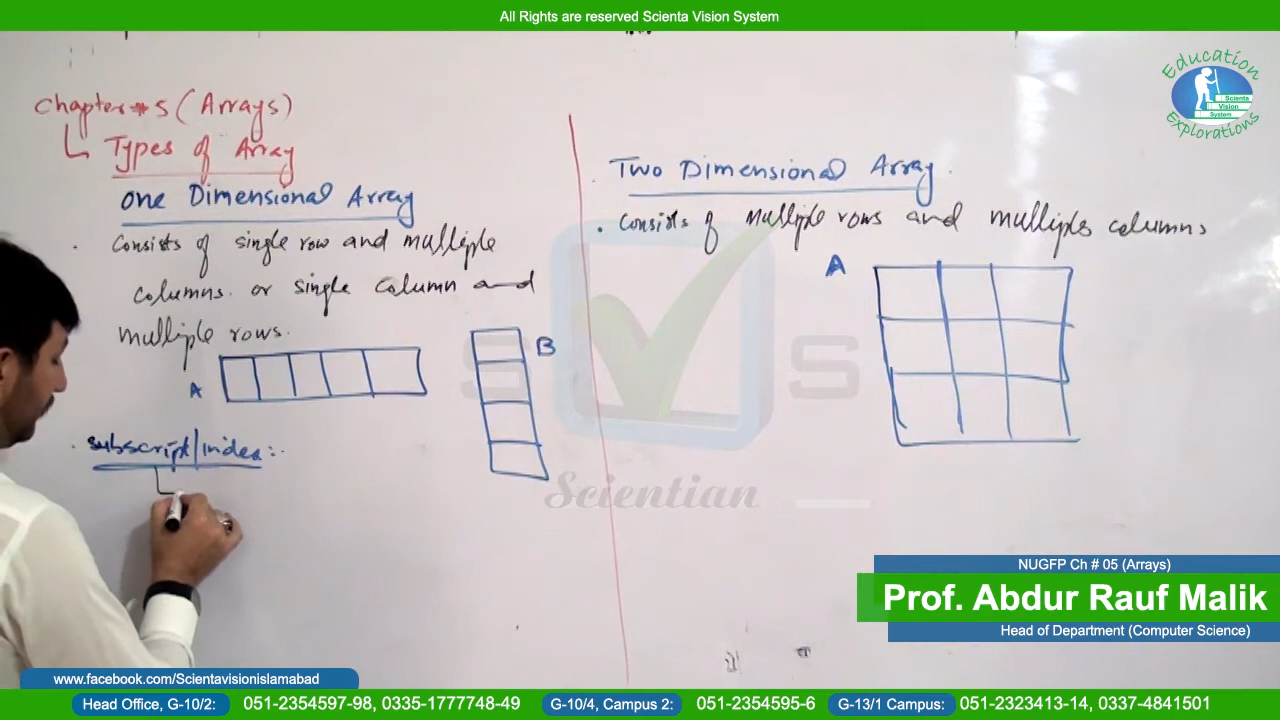 All Rights are reserved Scienta Vision System
Education
Scienta
Vision
System
Explorations
Chapter # 5 (Arrays)
Types of Array
one Dimensional Array
. Consists of single row and multiple
columns. or single column and
multiple rows.
A
B
. subscript/index:.
Two Dimensional Array.
. Consists of multiple rows and multiples columns
A
S S
Scientian
NUGFP Ch # 05 (Arrays)
Prof. Abdur Rauf Malik
Head of Department (Computer Science)
www.facebook.com/Scientavisionislamabad
Head Office, G-10/2: 051-2354597-98, 0335-1777748-49 G-10/4, Campus 2: 051-2354595-6 G-13/1 Campus: 051-2323413-14, 0337-4841501